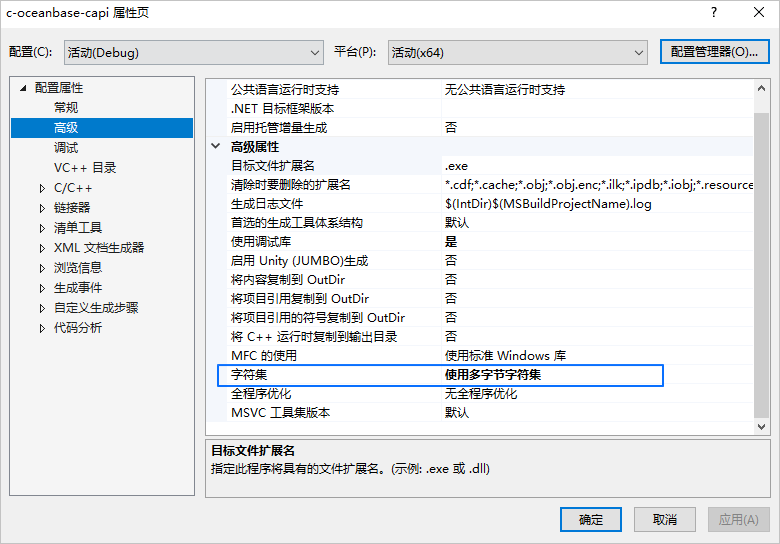 c-oceanbase-capi 属性页
配置(C): 活动(Debug) 平台(P): 活动(x64) 配置管理器(O)...
配置属性
常规
高级
调试
VC++ 目录
C/C++
链接器
清单工具
XML 文档生成器
浏览信息
生成事件
自定义生成步骤
代码分析
公共语言运行时支持 无公共语言运行时支持
.NET 目标框架版本
启用托管增量生成 否
高级属性
目标文件扩展名 .exe
清除时要删除的扩展名 *.cdf;*.cache;*.obj;*.obj.enc;*.ilk;*.ipdb;*.iobj;*.resource
生成日志文件 $(IntDir)$(MSBuildProjectName).log
首选的生成工具体系结构 默认
使用调试库 是
启用 Unity (JUMBO)生成 否
将内容复制到 OutDir 否
将项目引用复制到 OutDir 否
将项目引用的符号复制到 OutDir 否
将 C++ 运行时复制到输出目录 否
MFC 的使用 使用标准 Windows 库
字符集 使用多字节字符集
全程序优化 无全程序优化
MSVC 工具集版本 默认
目标文件扩展名
指定此程序将具有的文件扩展名。(示例: .exe 或 .dll)
确定 取消 应用(A)